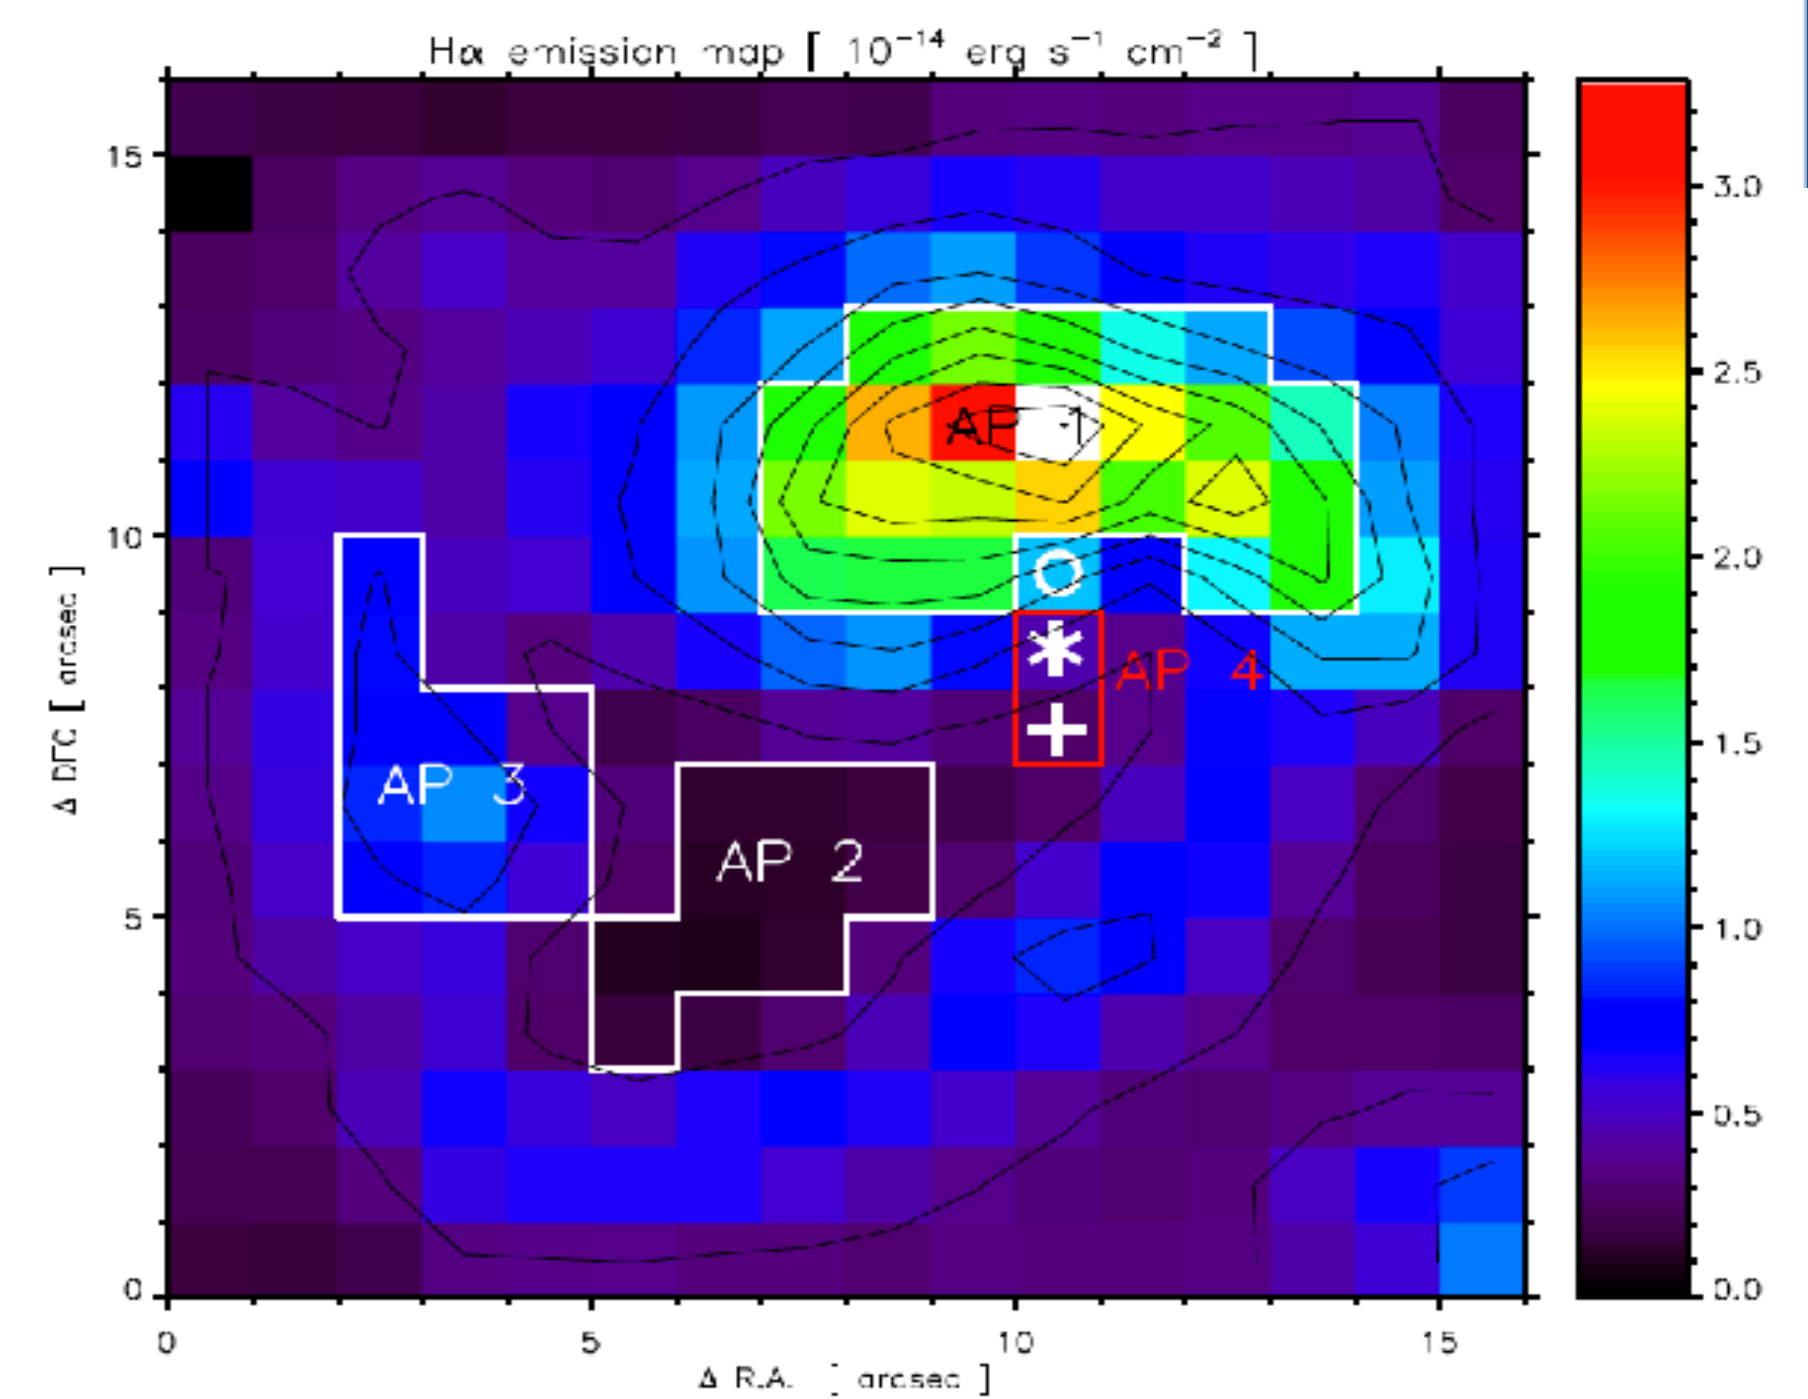 Hα emission map [ 10⁻¹⁴ erg s⁻¹ cm⁻² ]
15
10
5
0
Δ DEC [ arcsec ]
AP 1
AP 4
AP 3
AP 2
0 5 10 15
Δ R.A. [ arcsec ]
3.0
2.5
2.0
1.5
1.0
0.5
0.0